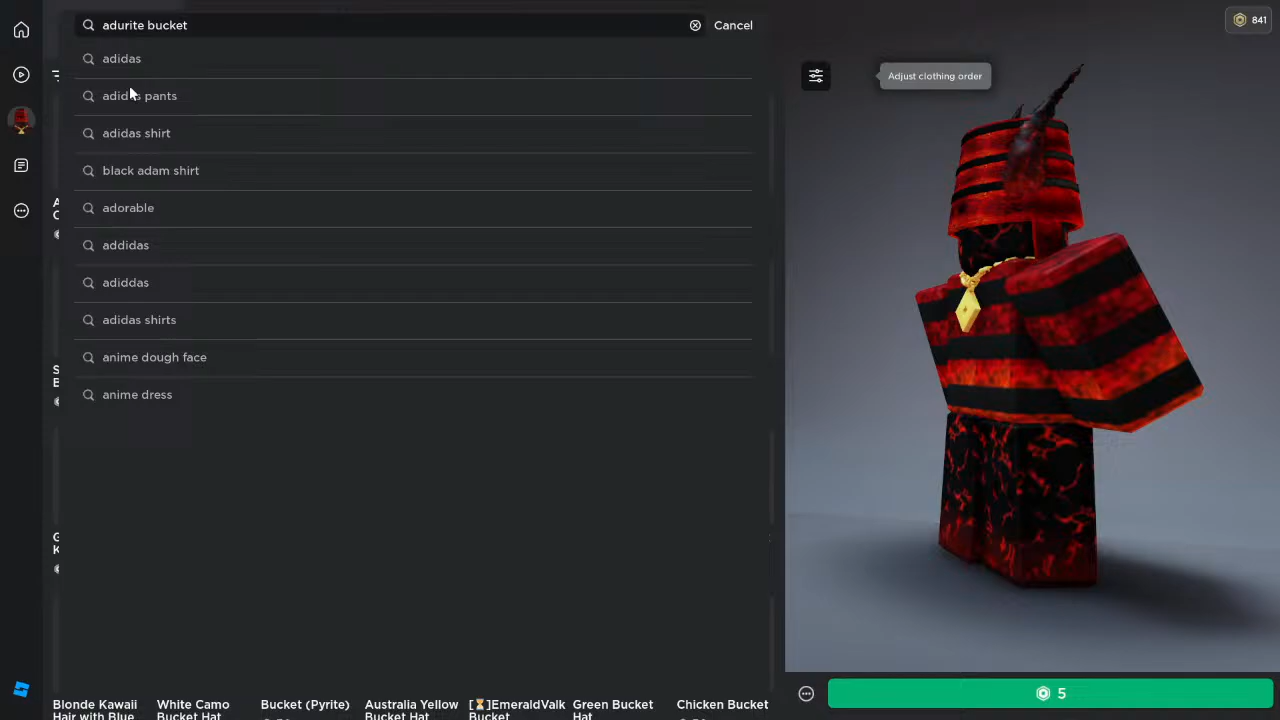 adurite bucket
Cancel
841
adidas
Adjust clothing order
adidas pants
adidas shirt
black adam shirt
adorable
addidas
adiddas
adidas shirts
anime dough face
anime dress
5
Blonde Kawaii
Hair with Blue
White Camo
Bucket Hat
Bucket (Pyrite)
Australia Yellow
Bucket Hat
[⏳]EmeraldValk
Bucket
Green Bucket
Hat
Chicken Bucket